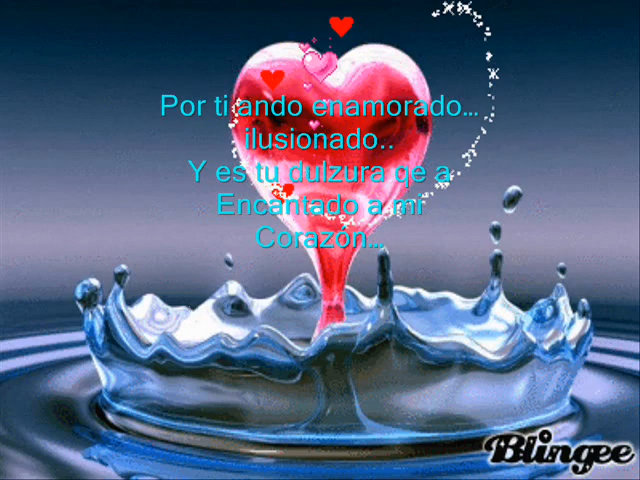 Por ti ando enamorado...
ilusionado..
Y es tu dulzura qe a
Encantado a mi
Corazón...
Blingee